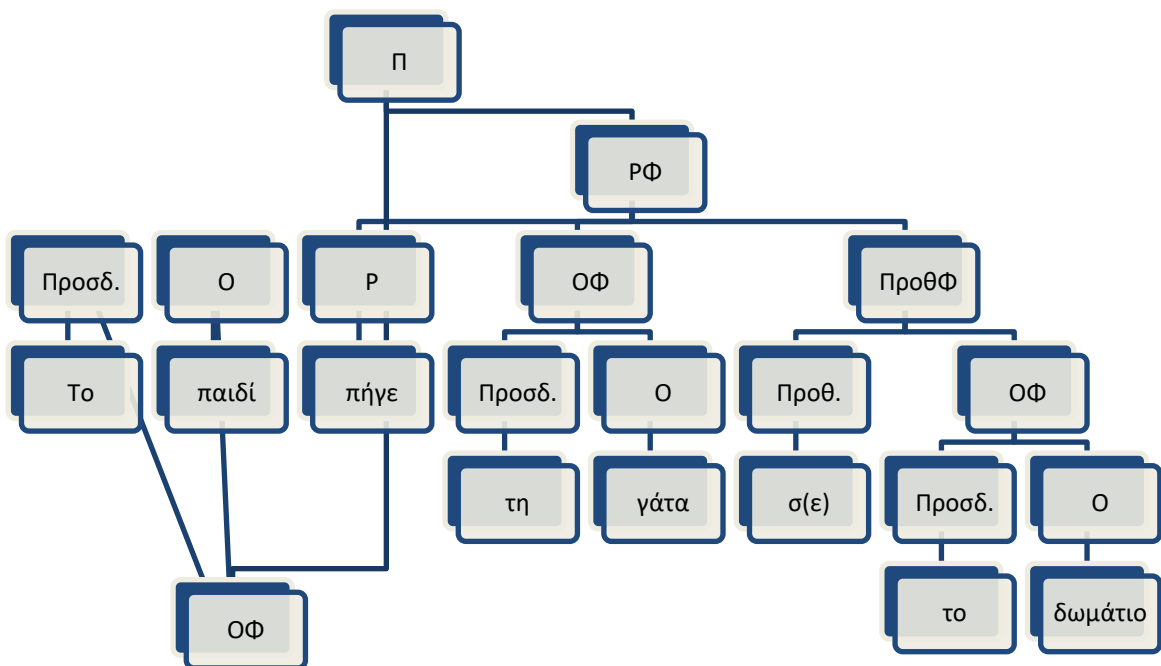 Π
ΡΦ
Προσδ.
Ο
Ρ
ΟΦ
ΠροθΦ
Το
παιδί
πήγε
Προσδ.
Ο
Προθ.
ΟΦ
τη
γάτα
σ(ε)
Προσδ.
Ο
ΟΦ
το
δωμάτιο